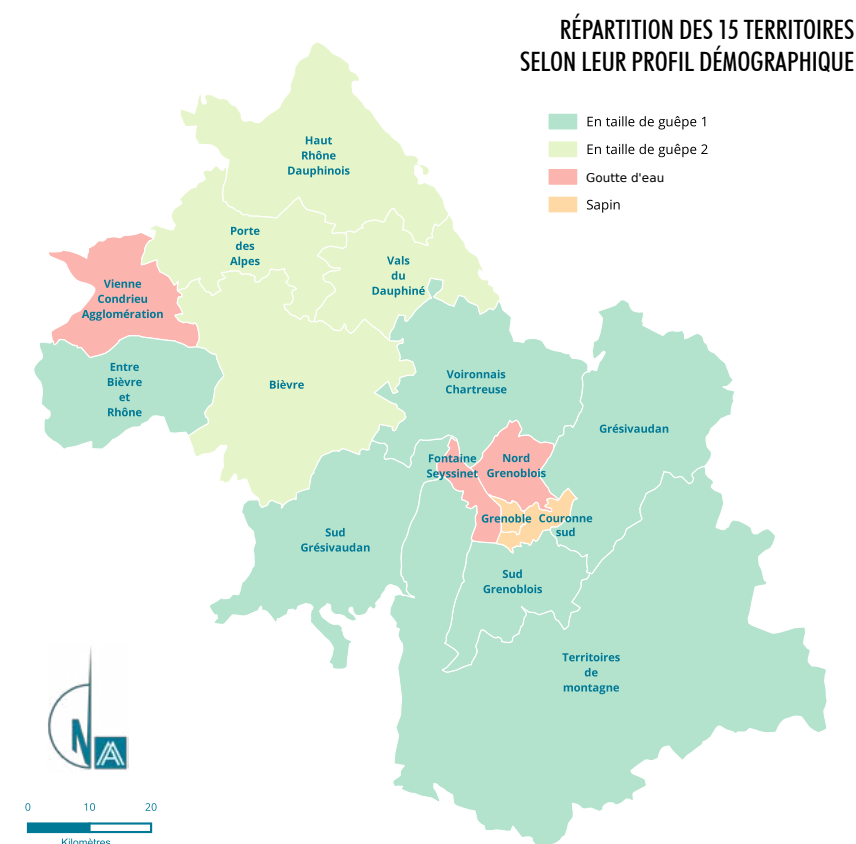 RÉPARTITION DES 15 TERRITOIRES
SELON LEUR PROFIL DÉMOGRAPHIQUE
En taille de guêpe 1
En taille de guêpe 2
Goutte d'eau
Sapin
Haut
Rhône
Dauphinois
Porte
des
Alpes
Vals
du
Dauphiné
Vienne
Condrieu
Agglomération
Entre
Bièvre
et
Rhône
Bièvre
Voironnais
Chartreuse
Grésivaudan
Fontaine
Seyssinet
Nord
Grenoblois
Grenoble
Couronne
sud
Sud
Grésivaudan
Sud
Grenoblois
Territoires
de
montagne
0 10 20
Kilomètres